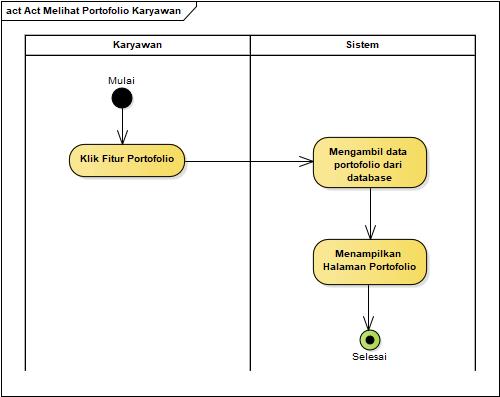 act Act Melihat Portofolio Karyawan
Karyawan
Sistem
Mulai
Klik Fitur Portofolio
Mengambil data
portofolio dari
database
Menampilkan
Halaman Portofolio
Selesai